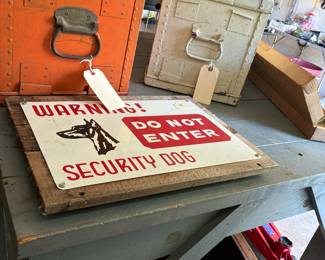 WARNING!
DO NOT
ENTER
SECURITY DOG